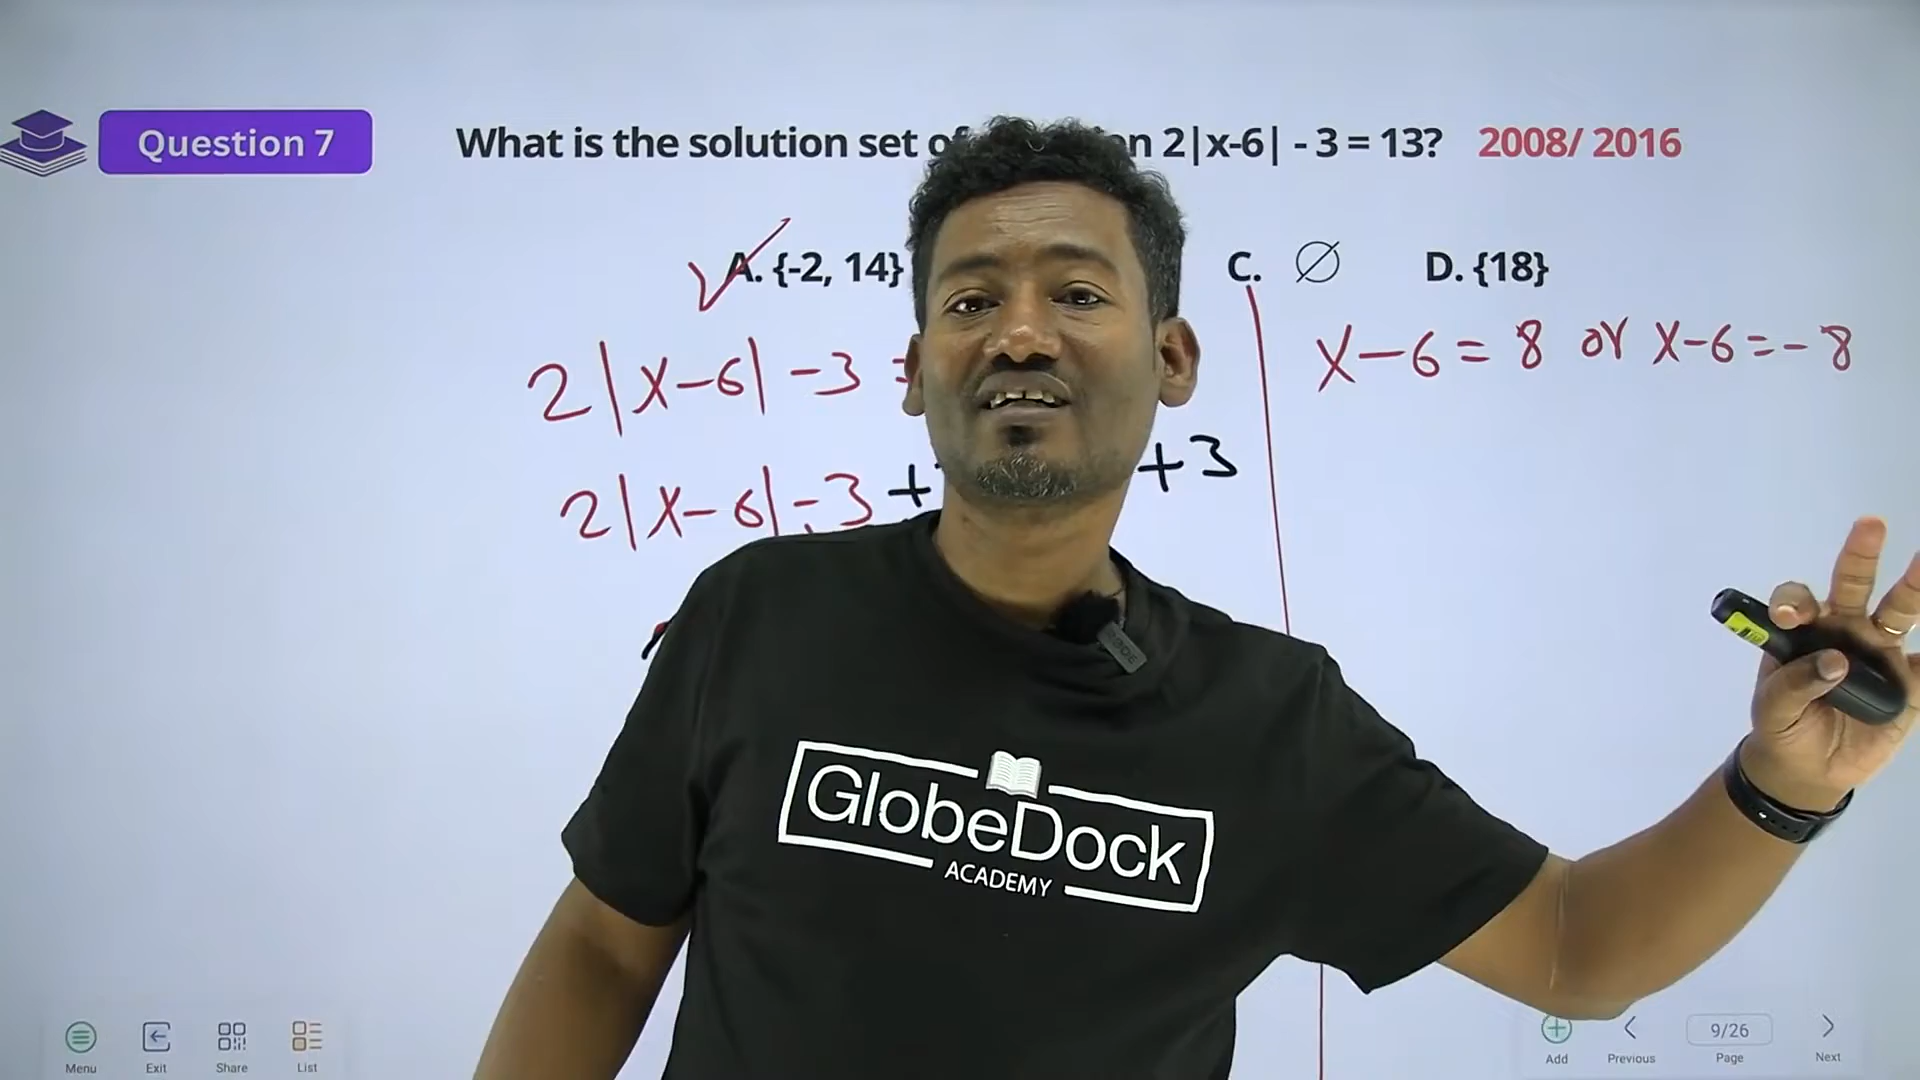 Question 7
What is the solution set of n 2|x-6| - 3 = 13? 2008/ 2016
A. {-2, 14} C. ∅ D. {18}
2|x-6| -3 =
x-6 = 8 or x-6 = -8
2|x-6| -3 + +3
GlobeDock
ACADEMY
Menu Exit Share List
Add Previous 9/26 Page Next